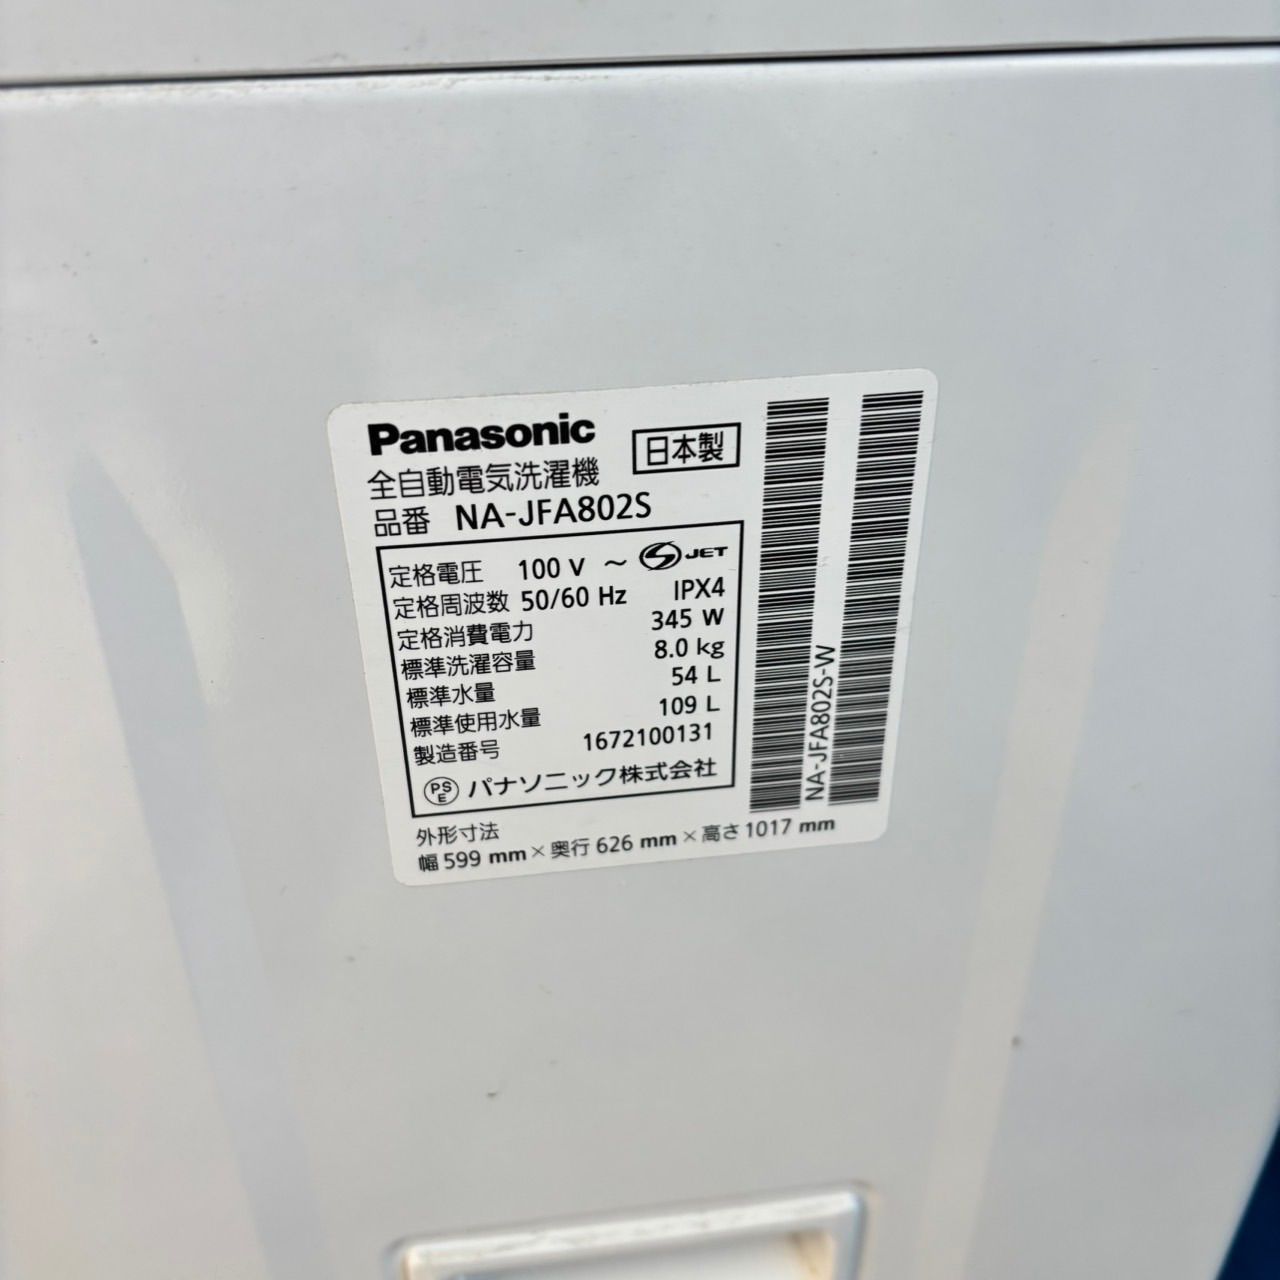 Panasonic
日本製
全自動電気洗濯機
品番 NA-JFA802S
定格電圧 100 V ～ S JET
定格周波数 50/60 Hz IPX4
定格消費電力 345 W
標準洗濯容量 8.0 kg
標準水量 54 L
標準使用水量 109 L
製造番号 1672100131
PSE パナソニック株式会社
外形寸法
幅 599 mm × 奥行 626 mm × 高さ 1017 mm
NA-JFA802S-W